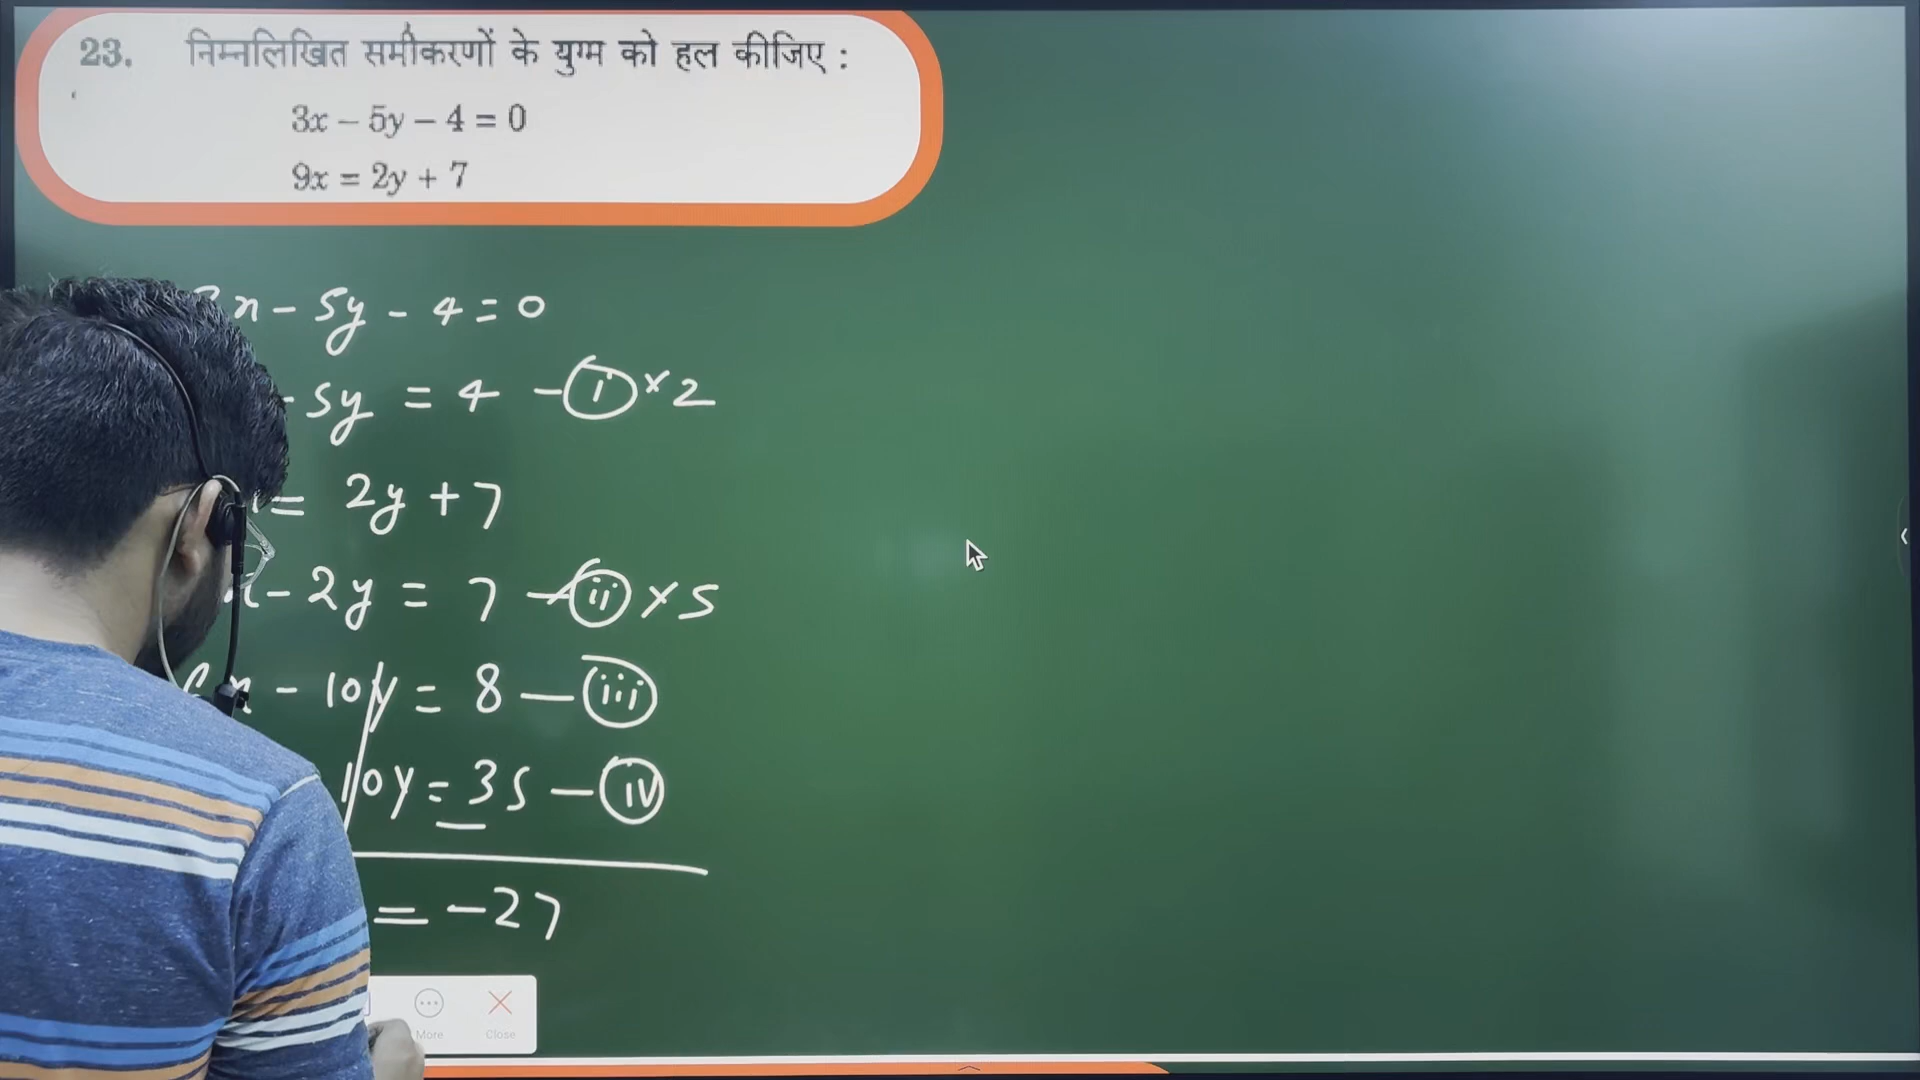 23. निम्नलिखित समीकरणों के युग्म को हल कीजिए :
3x – 5y – 4 = 0
9x = 2y + 7
x - 5y - 4 = 0
- 5y = 4 - (i) × 2
= 2y + 7
x - 2y = 7 - (ii) × 5
6x - 10y = 8 — (iii)
10y = 35 — (iv)
= -27
More
Close